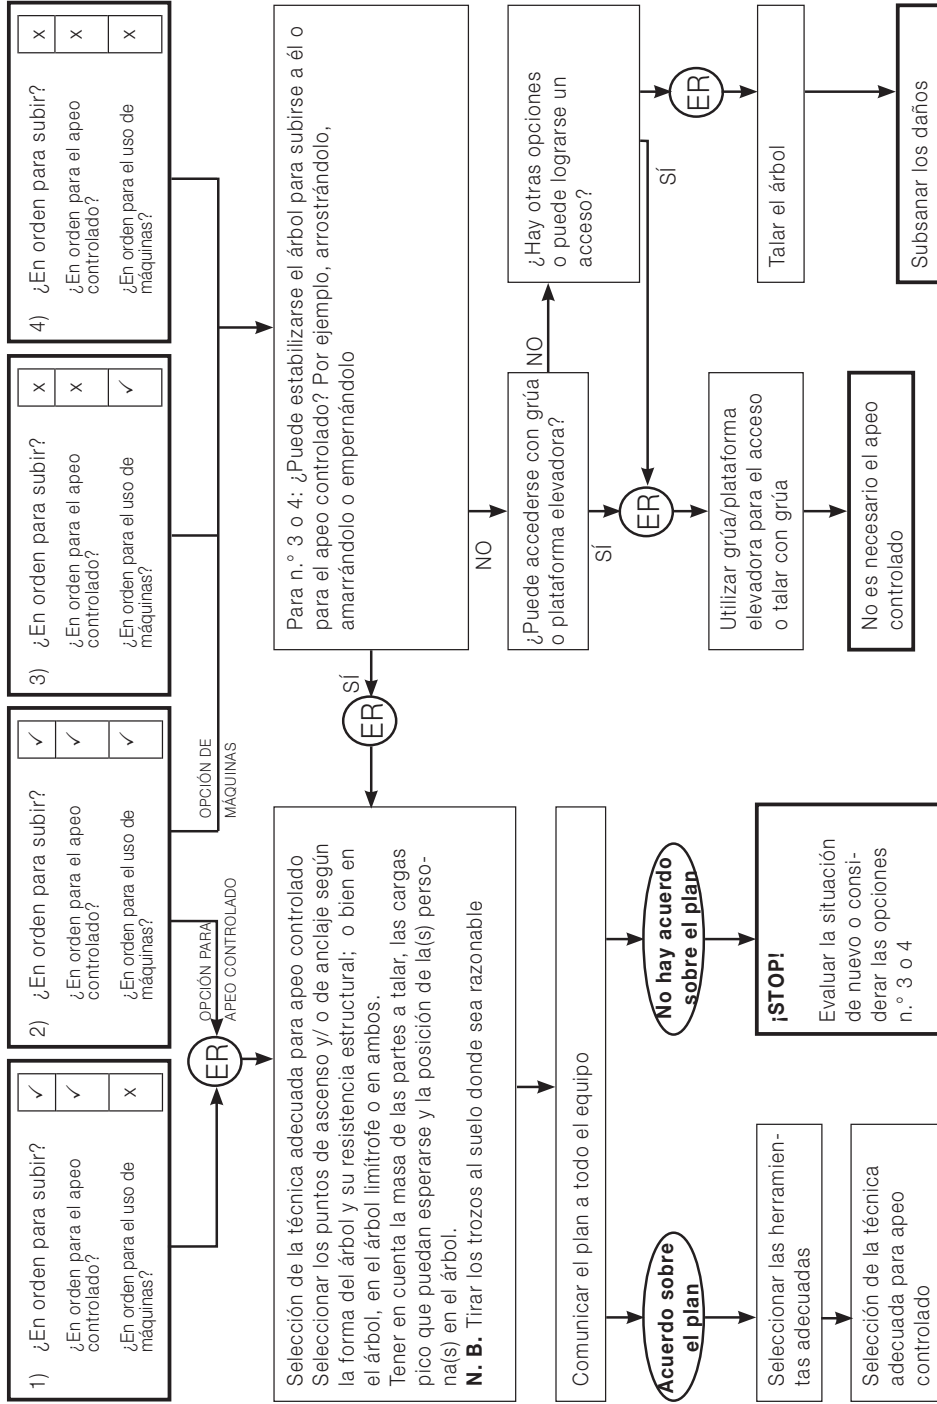 1) ¿En orden para subir? ✓
¿En orden para el apeo
controlado? ✓
¿En orden para el uso de
máquinas? x
2) ¿En orden para subir? ✓
¿En orden para el apeo
controlado? ✓
¿En orden para el uso de
máquinas? ✓
3) ¿En orden para subir? x
¿En orden para el apeo
controlado? x
¿En orden para el uso de
máquinas? ✓
4) ¿En orden para subir? x
¿En orden para el apeo
controlado? x
¿En orden para el uso de
máquinas? x
OPCIÓN PARA
APEO CONTROLADO
OPCIÓN DE
MÁQUINAS
ER
Selección de la técnica adecuada para apeo controlado
Seleccionar los puntos de ascenso y/ o de anclaje según
la forma del árbol y su resistencia estructural; o bien en
el árbol, en el árbol limítrofe o en ambos.
Tener en cuenta la masa de las partes a talar, las cargas
pico que puedan esperarse y la posición de la(s) perso-
na(s) en el árbol.
N. B. Tirar los trozos al suelo donde sea razonable
SÍ
ER
Para n.° 3 o 4: ¿Puede estabilizarse el árbol para subirse a él o
para el apeo controlado? Por ejemplo, arrostrándolo,
amarrándolo o empernándolo
NO
Comunicar el plan a todo el equipo
¿Puede accederse con grúa
o plataforma elevadora?
NO
¿Hay otras opciones
o puede lograrse un
acceso?
SÍ
SÍ
ER
ER
Acuerdo sobre
el plan
No hay acuerdo
sobre el plan
Seleccionar las herramien-
tas adecuadas
¡STOP!
Evaluar la situación
de nuevo o consi-
derar las opciones
n.° 3 o 4
Utilizar grúa/plataforma
elevadora para el acceso
o talar con grúa
Talar el árbol
Selección de la técnica
adecuada para apeo
controlado
No es necesario el apeo
controlado
Subsanar los daños